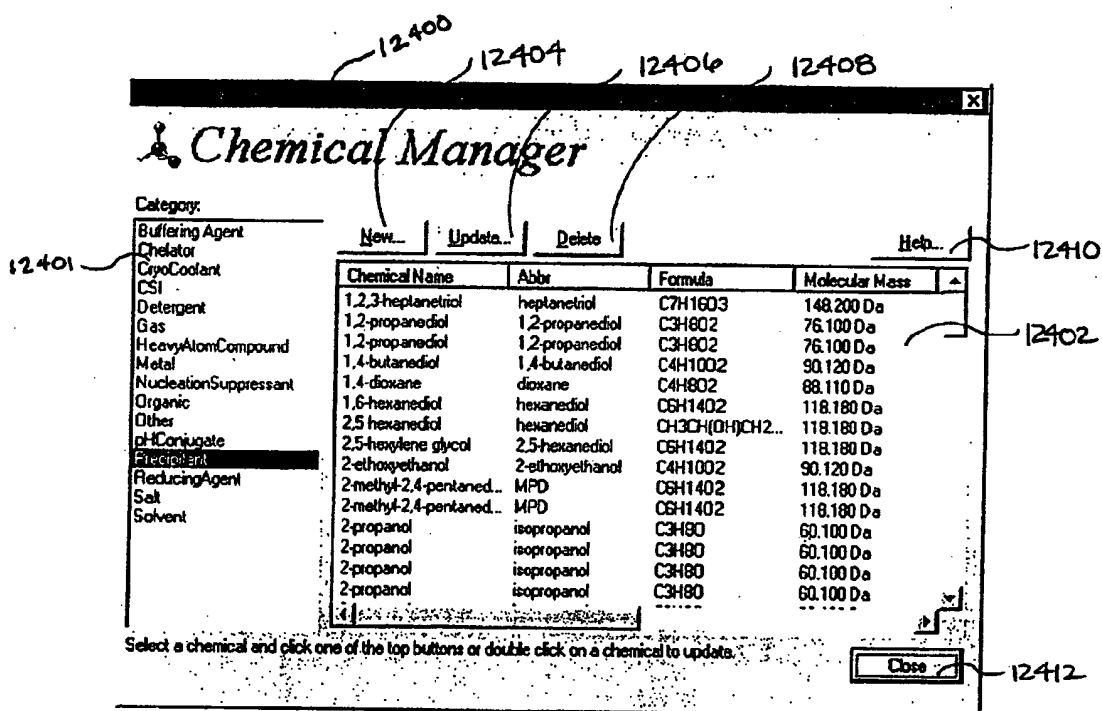 12400
12404
12406
12408
Chemical Manager
Category:
Buffering Agent
Chelator
CryoCoolant
CSI
Detergent
Gas
HeavyAtomCompound
Metal
NucleationSuppressant
Organic
Other
pHConjugate
Precipitant
ReducingAgent
Salt
Solvent
12401
New... Update... Delete Help...
12410
Chemical Name Abbr Formula Molecular Mass
1,2,3-heptanetriol heptanetriol C7H16O3 148.200 Da
1,2-propanediol 1,2-propanediol C3H8O2 76.100 Da
1,2-propanediol 1,2-propanediol C3H8O2 76.100 Da
1,4-butanediol 1,4-butanediol C4H10O2 90.120 Da
1,4-dioxane dioxane C4H8O2 88.110 Da
1,6-hexanediol hexanediol C6H14O2 118.180 Da
2,5 hexanediol hexanediol CH3CH(OH)CH2... 118.180 Da
2,5-hexylene glycol 2,5-hexanediol C6H14O2 118.180 Da
2-ethoxyethanol 2-ethoxyethanol C4H10O2 90.120 Da
2-methyl-2,4-pentaned... MPD C6H14O2 118.180 Da
2-methyl-2,4-pentaned... MPD C6H14O2 118.180 Da
2-propanol isopropanol C3H8O 60.100 Da
2-propanol isopropanol C3H8O 60.100 Da
2-propanol isopropanol C3H8O 60.100 Da
2-propanol isopropanol C3H8O 60.100 Da
12402
Select a chemical and click one of the top buttons or double click on a chemical to update.
Close
12412